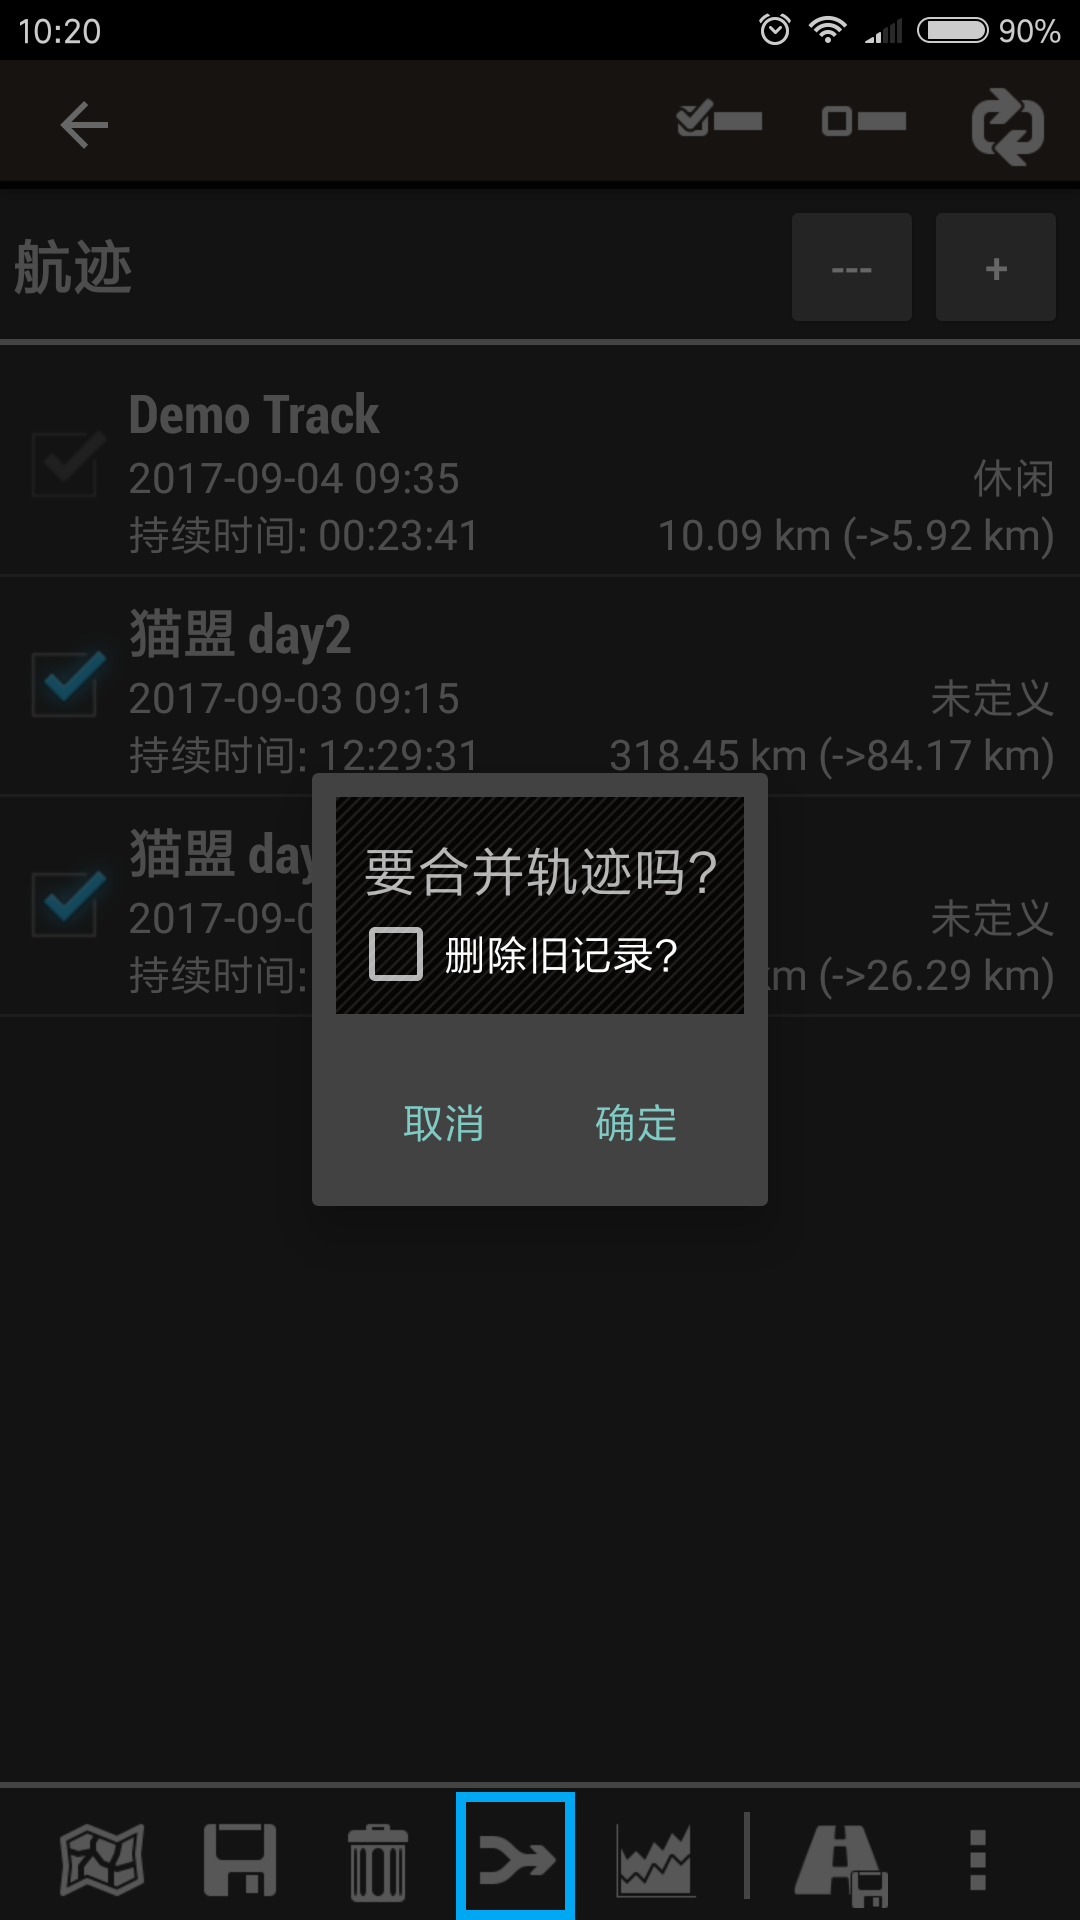 10:20 90%
航迹 --- +
Demo Track
2017-09-04 09:35 休闲
持续时间: 00:23:41 10.09 km (->5.92 km)
猫盟 day2
2017-09-03 09:15 未定义
持续时间: 12:29:31 318.45 km (->84.17 km)
猫盟 day
2017-09-0 未定义
持续时间: km (->26.29 km)
要合并轨迹吗?
删除旧记录?
取消 确定